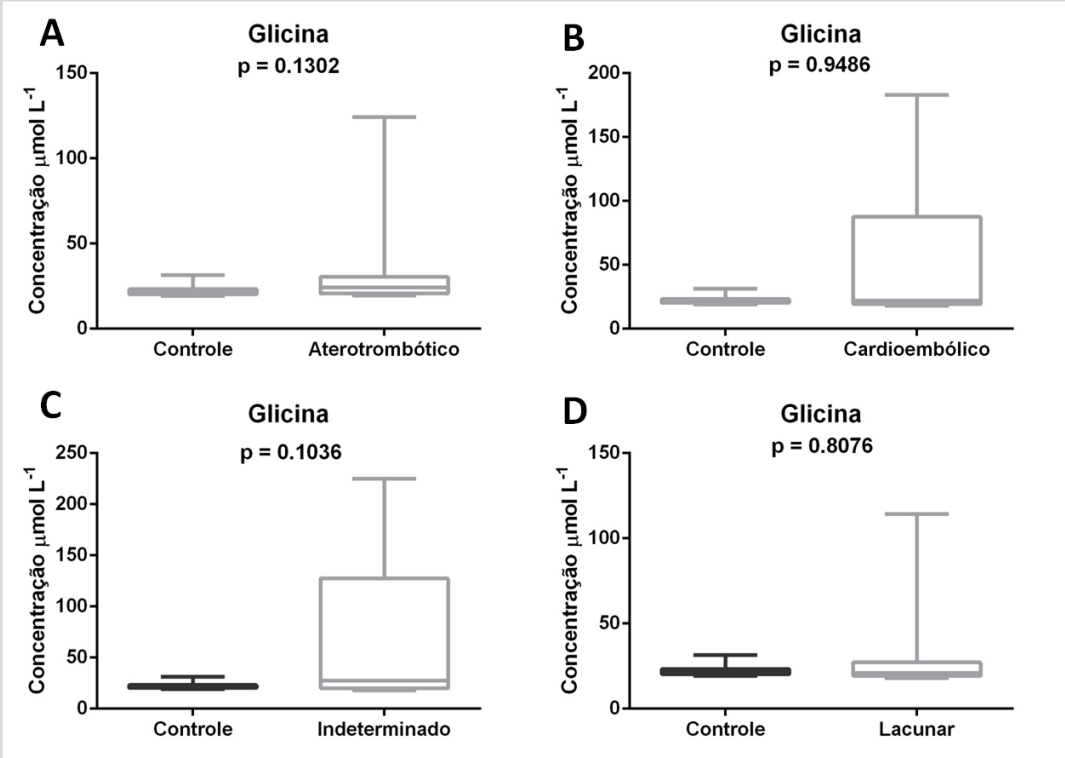 A
Glicina
p = 0.1302
Concentração µmol L⁻¹
150
100
50
0
Controle Aterotrombótico
B
Glicina
p = 0.9486
Concentração µmol L⁻¹
200
150
100
50
0
Controle Cardioembólico
C
Glicina
p = 0.1036
Concentração µmol L⁻¹
250
200
150
100
50
0
Controle Indeterminado
D
Glicina
p = 0.8076
Concentração µmol L⁻¹
150
100
50
0
Controle Lacunar